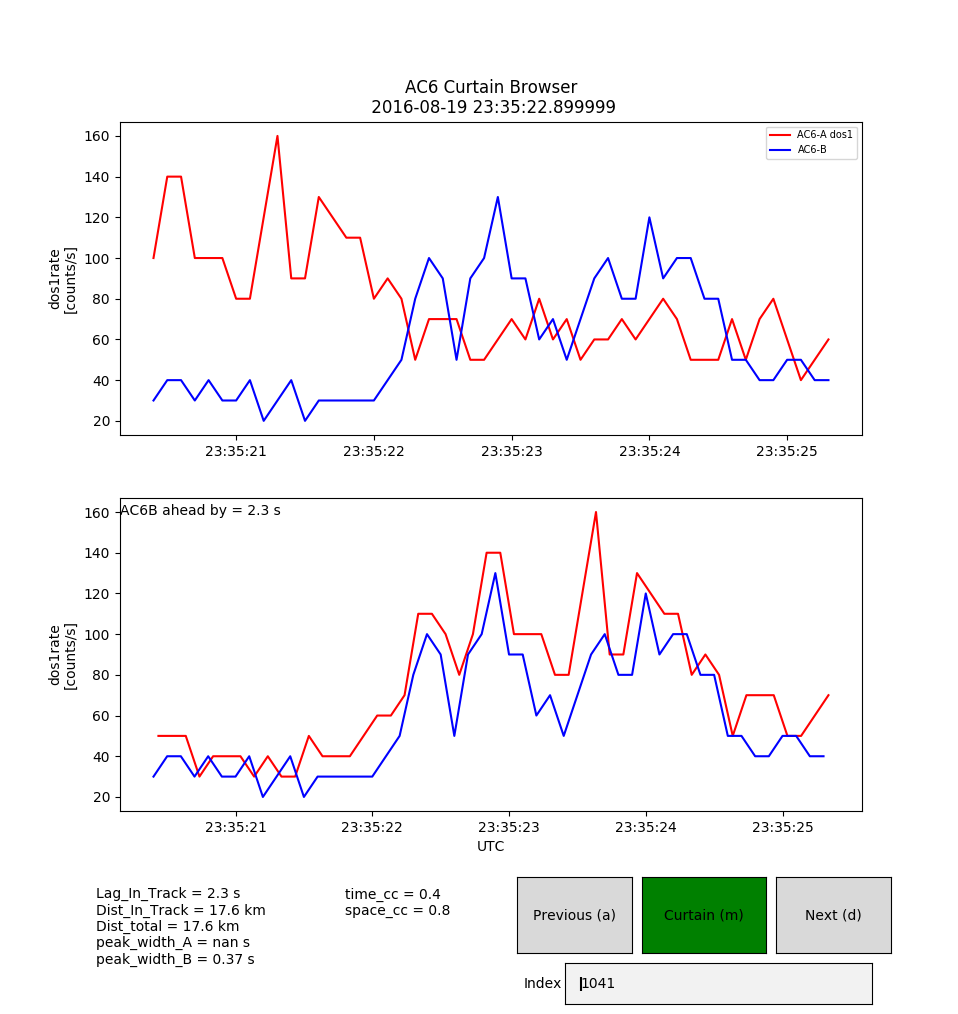 AC6 Curtain Browser
2016-08-19 23:35:22.899999
160
140
120
100
80
60
40
20
dos1rate
[counts/s]
AC6-A dos1
AC6-B
23:35:21 23:35:22 23:35:23 23:35:24 23:35:25
AC6B ahead by = 2.3 s
160
140
120
100
80
60
40
20
dos1rate
[counts/s]
23:35:21 23:35:22 23:35:23 23:35:24 23:35:25
UTC
Lag_In_Track = 2.3 s
Dist_In_Track = 17.6 km
Dist_total = 17.6 km
peak_width_A = nan s
peak_width_B = 0.37 s
time_cc = 0.4
space_cc = 0.8
Previous (a) Curtain (m) Next (d)
Index 1041